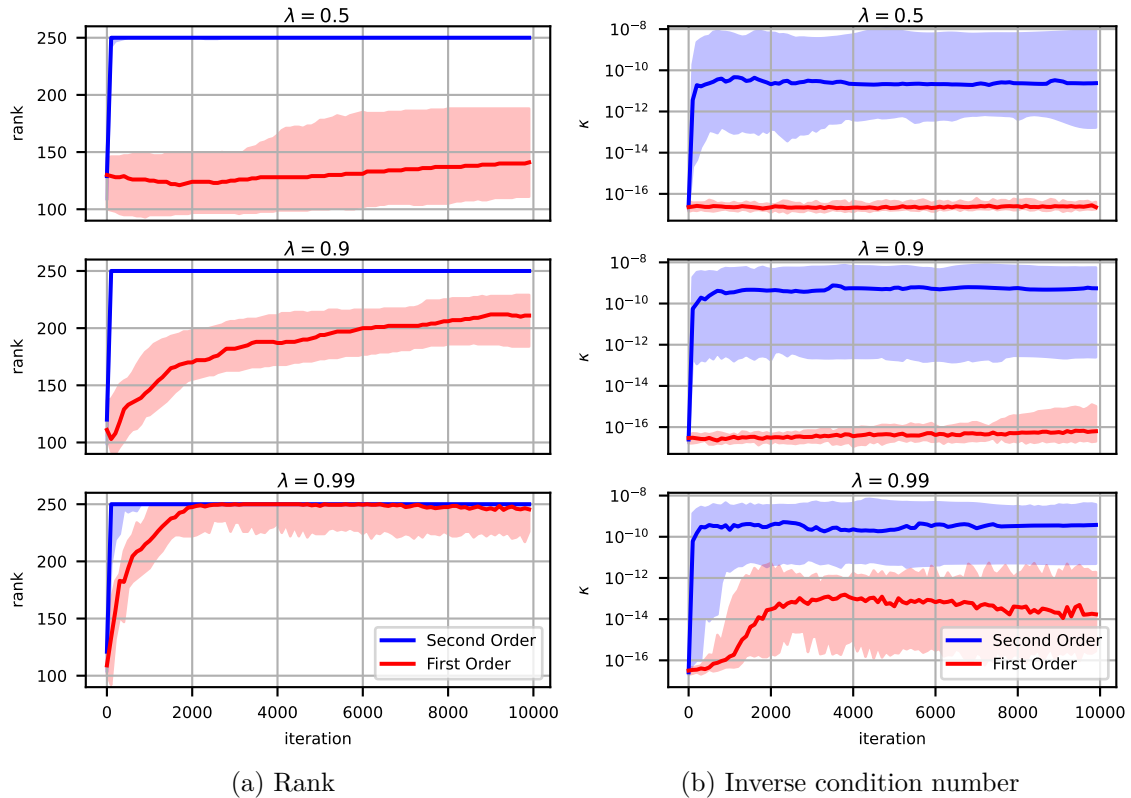 λ = 0.5
250
200
150
100
rank
λ = 0.9
250
200
150
100
rank
λ = 0.99
250
200
150
100
rank
Second Order
First Order
0 2000 4000 6000 8000 10000
iteration
(a) Rank
λ = 0.5
10⁻⁸
10⁻¹⁰
10⁻¹²
10⁻¹⁴
10⁻¹⁶
κ
λ = 0.9
10⁻⁸
10⁻¹⁰
10⁻¹²
10⁻¹⁴
10⁻¹⁶
κ
λ = 0.99
10⁻⁸
10⁻¹⁰
10⁻¹²
10⁻¹⁴
10⁻¹⁶
κ
Second Order
First Order
0 2000 4000 6000 8000 10000
iteration
(b) Inverse condition number